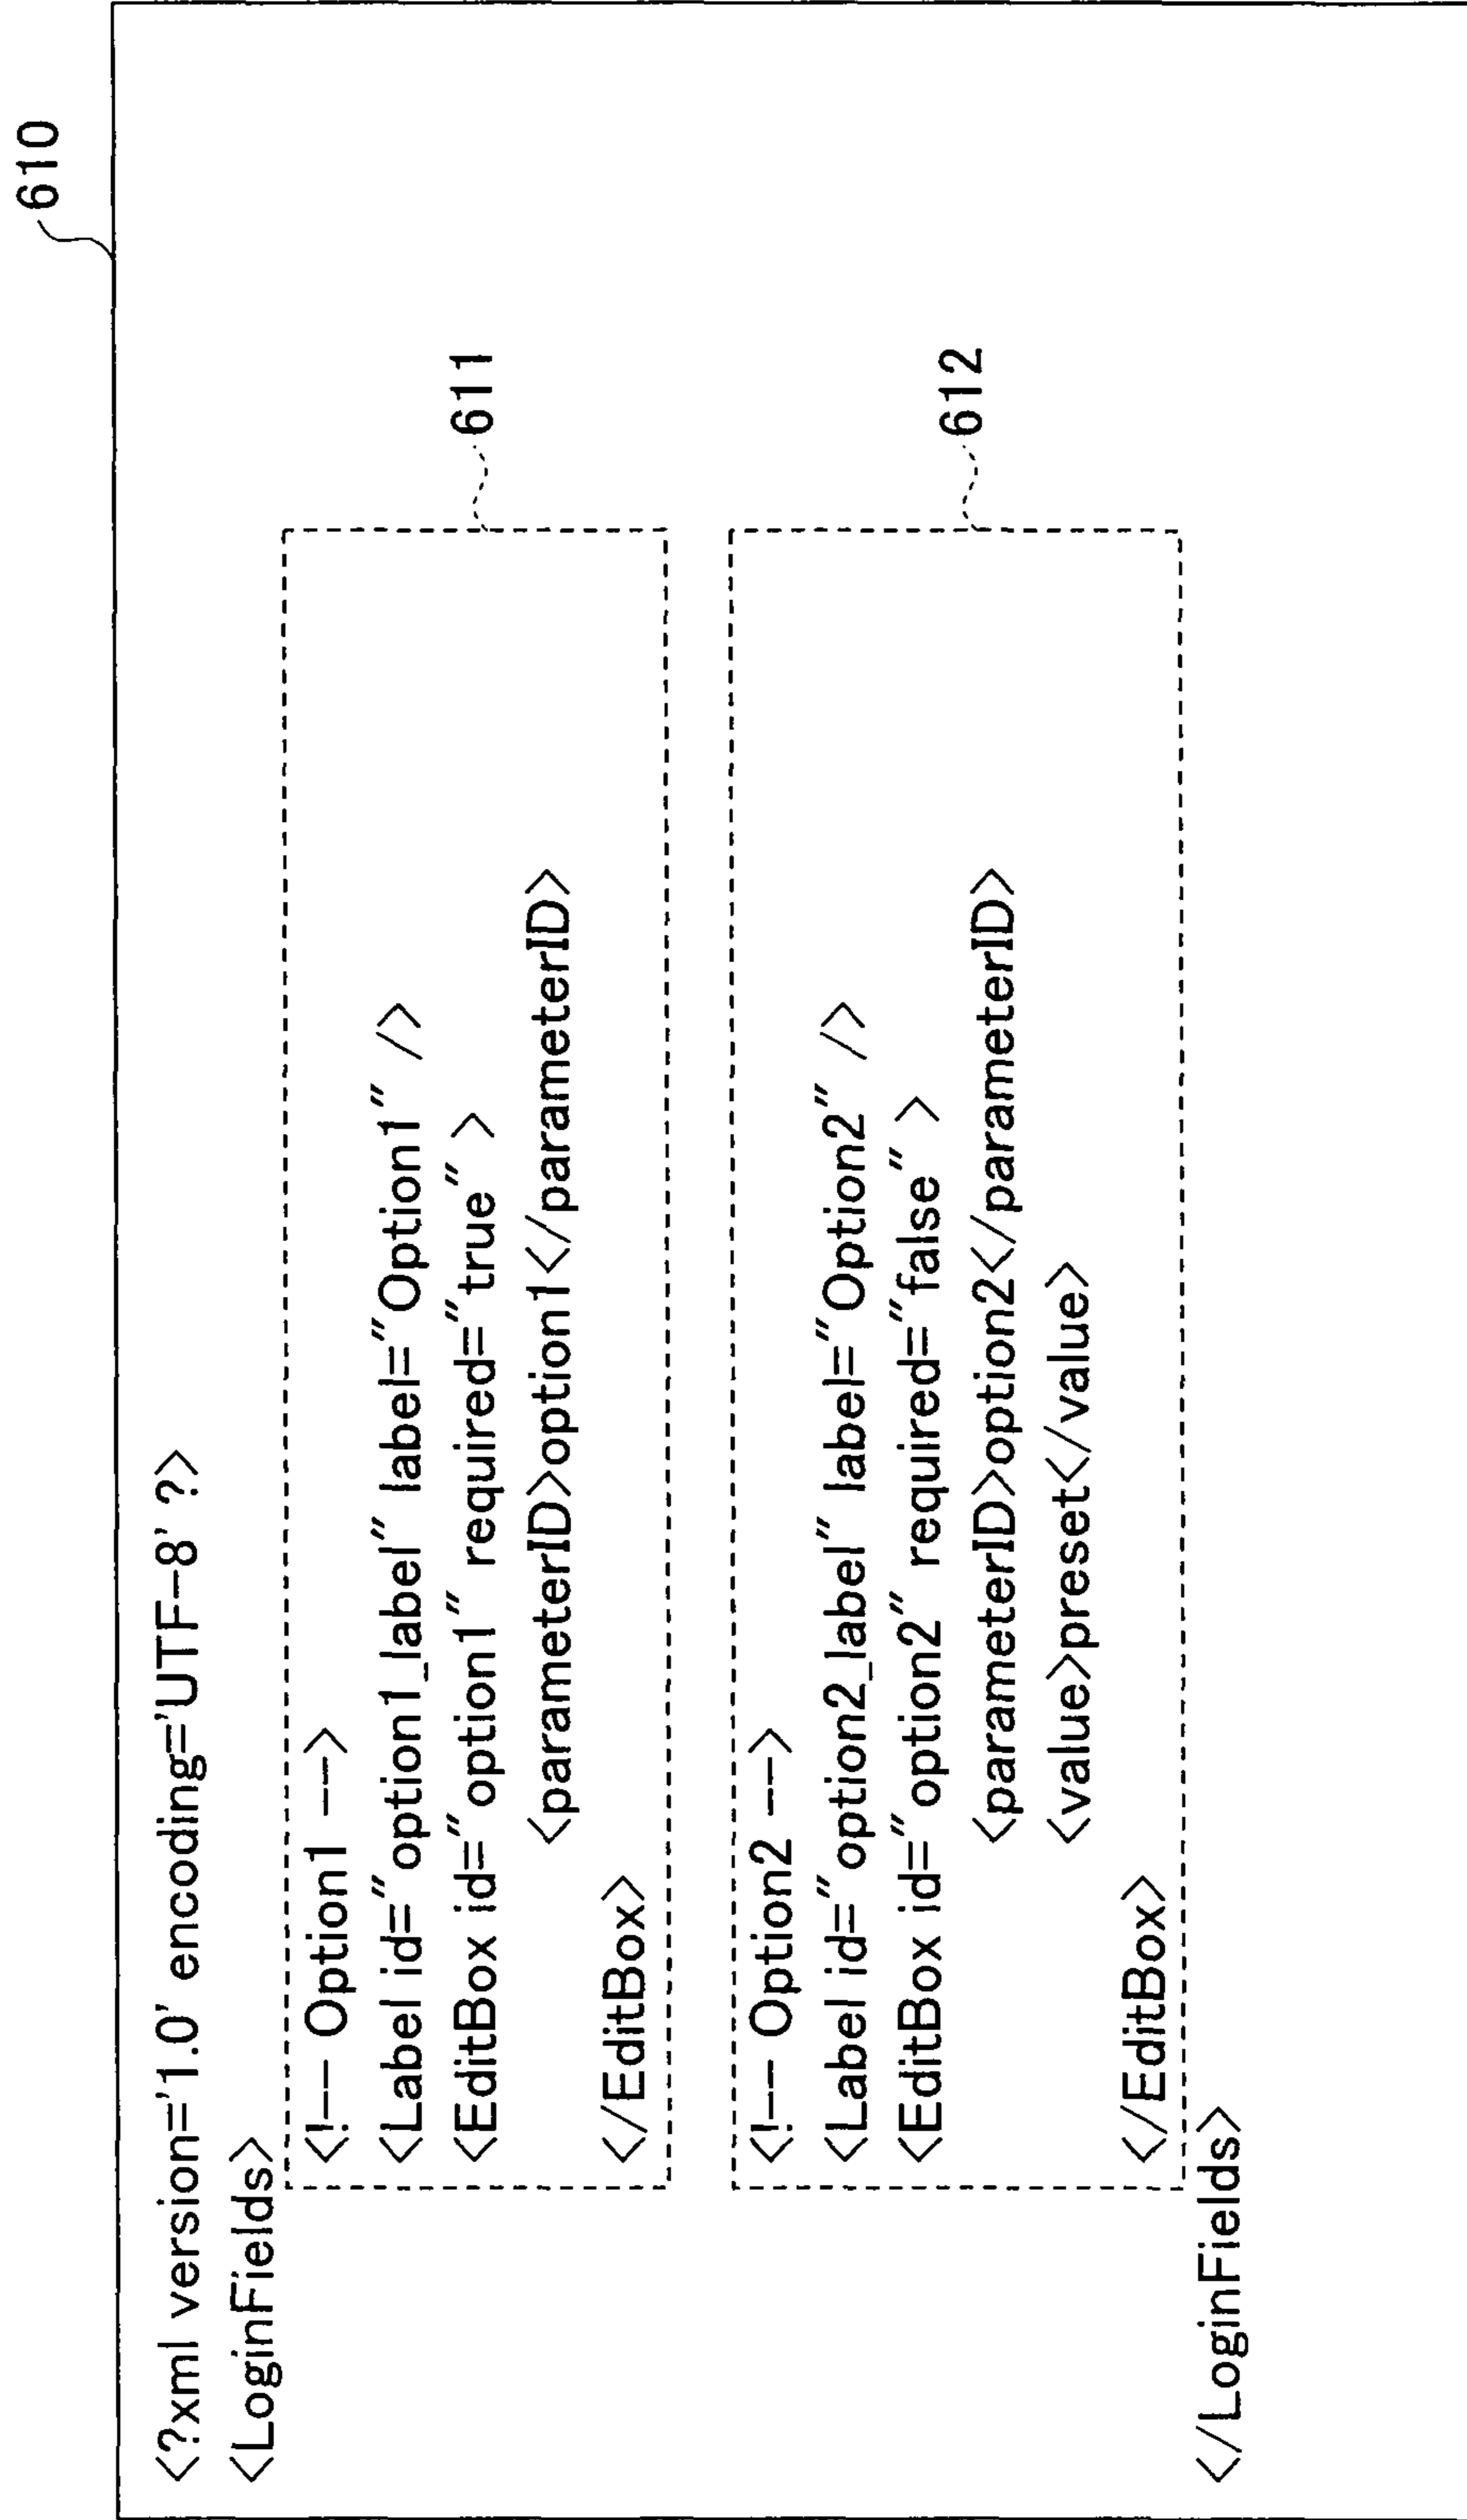 610
<?xml version='1.0' encoding='UTF-8' ?>
<LoginFields>
<!-- Option1 -->
<Label id="option1_label" label="Option1" />
<EditBox id="option1" required="true" >
<parameterID>option1</parameterID>
</EditBox>
611
<!-- Option2 -->
<Label id="option2_label" label="Option2" />
<EditBox id="option2" required="false" >
<parameterID>option2</parameterID>
<value>preset</value>
</EditBox>
612
</LoginFields>